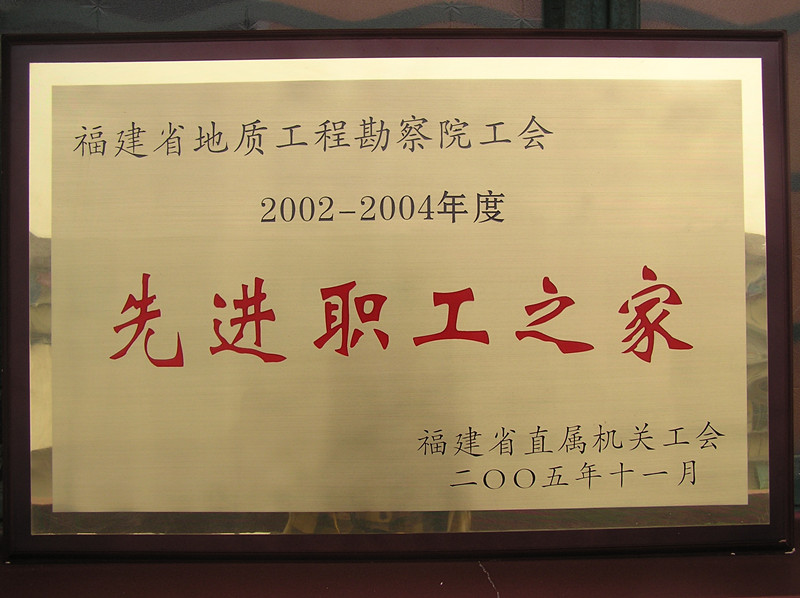 福建省地质工程勘察院工会
2002-2004年度
先进职工之家
福建省直属机关工会
二〇〇五年十一月